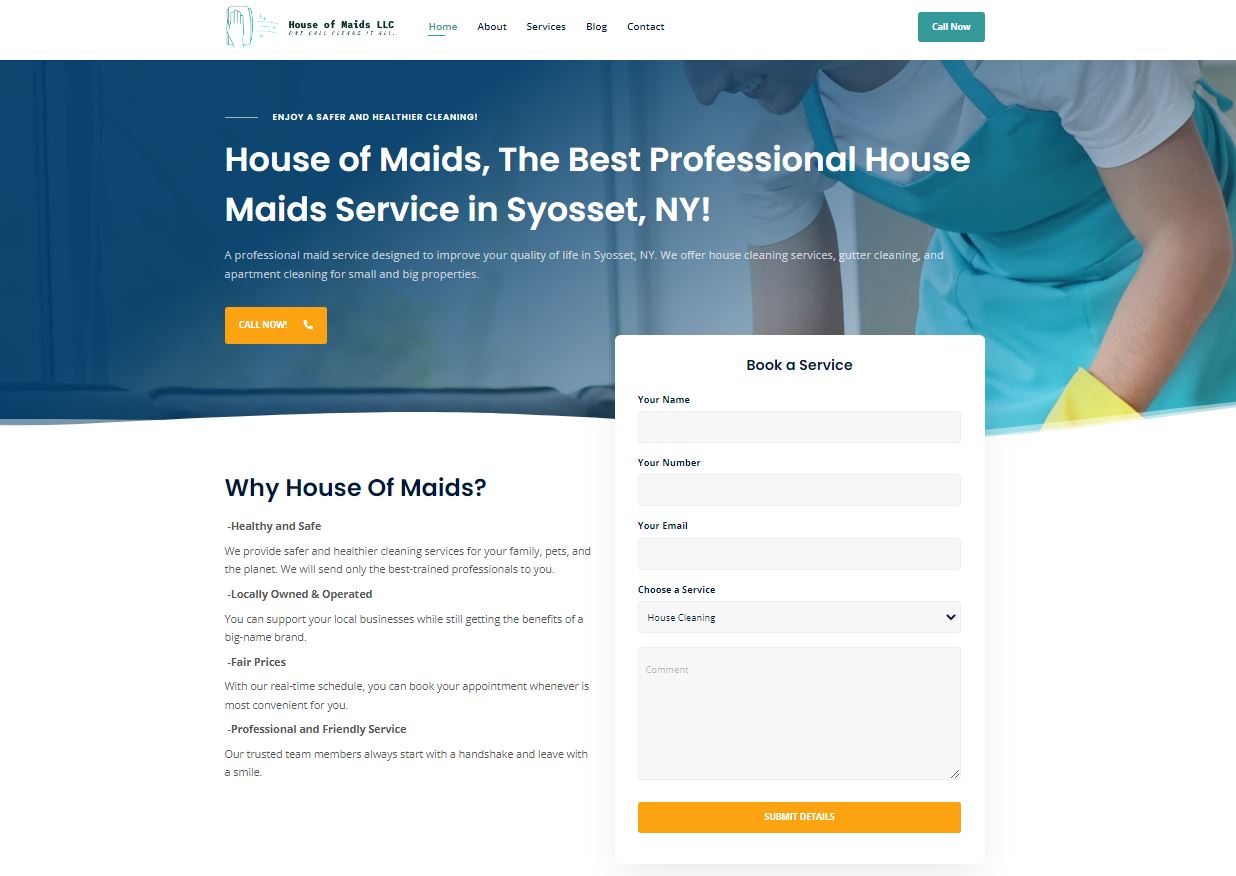 House of Maids LLC
ONE CALL CLEANS IT ALL.
Home
About
Services
Blog
Contact
Call Now
ENJOY A SAFER AND HEALTHIER CLEANING!
House of Maids, The Best Professional House
Maids Service in Syosset, NY!
A professional maid service designed to improve your quality of life in Syosset, NY. We offer house cleaning services, gutter cleaning, and
apartment cleaning for small and big properties.
CALL NOW!
Why House Of Maids?
-Healthy and Safe
We provide safer and healthier cleaning services for your family, pets, and
the planet. We will send only the best-trained professionals to you.
-Locally Owned & Operated
You can support your local businesses while still getting the benefits of a
big-name brand.
-Fair Prices
With our real-time schedule, you can book your appointment whenever is
most convenient for you.
-Professional and Friendly Service
Our trusted team members always start with a handshake and leave with
a smile.
Book a Service
Your Name
Your Number
Your Email
Choose a Service
House Cleaning
Comment
SUBMIT DETAILS